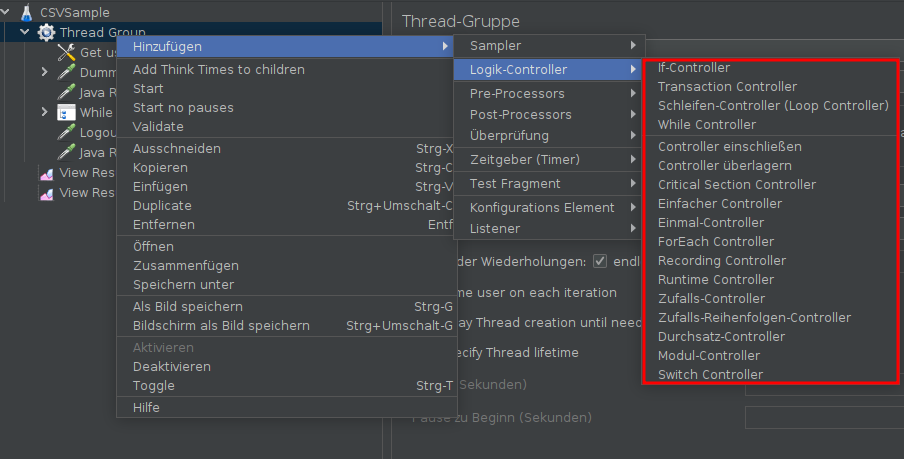 CSVSample
Thread Group
Get us
Dumm
Java R
While
Logou
Java R
View Res
View Res
Hinzufügen
Add Think Times to children
Start
Start no pauses
Validate
Ausschneiden Strg-X
Kopieren Strg-C
Einfügen Strg-V
Duplicate Strg+Umschalt-C
Entfernen Entf
Öffnen
Zusammenfügen
Speichern unter
Als Bild speichern Strg-G
Bildschirm als Bild speichern Strg+Umschalt-G
Aktivieren
Deaktivieren
Toggle Strg-T
Hilfe
Thread-Gruppe
Sampler
Logik-Controller
Pre-Processors
Post-Processors
Überprüfung
Zeitgeber (Timer)
Test Fragment
Konfigurations Element
Listener
der Wiederholungen: endl
me user on each iteration
ay Thread creation until need
ecify Thread lifetime
Sekunden)
Pause zu Beginn (Sekunden)
If-Controller
Transaction Controller
Schleifen-Controller (Loop Controller)
While Controller
Controller einschließen
Controller überlagern
Critical Section Controller
Einfacher Controller
Einmal-Controller
ForEach Controller
Recording Controller
Runtime Controller
Zufalls-Controller
Zufalls-Reihenfolgen-Controller
Durchsatz-Controller
Modul-Controller
Switch Controller